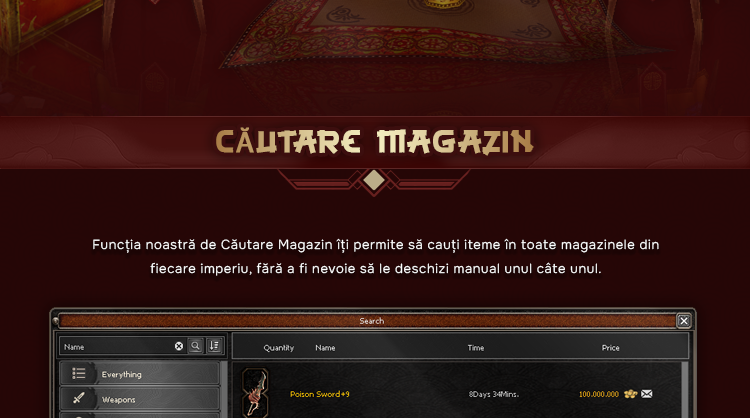 CĂUTARE MAGAZIN
Funcția noastră de Căutare Magazin îți permite să cauți iteme în toate magazinele din
fiecare imperiu, fără a fi nevoie să le deschizi manual unul câte unul.
Search
Name
Quantity Name Time Price
Everything
Poison Sword+9 8Days 34Mins. 100.000.000
Weapons